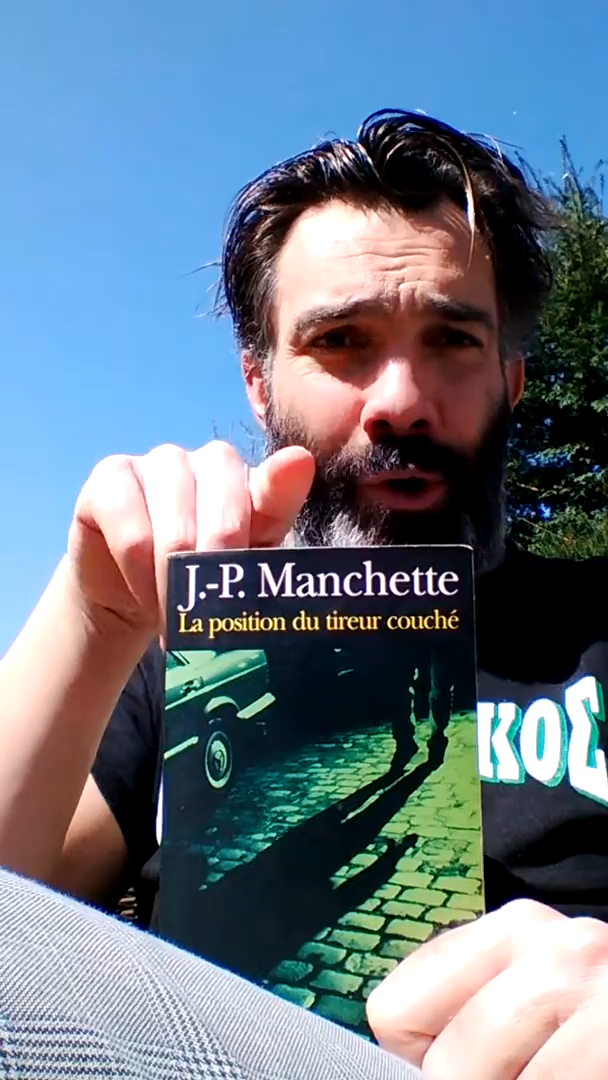 J.-P. Manchette
La position du tireur couché
ΚΟΣ